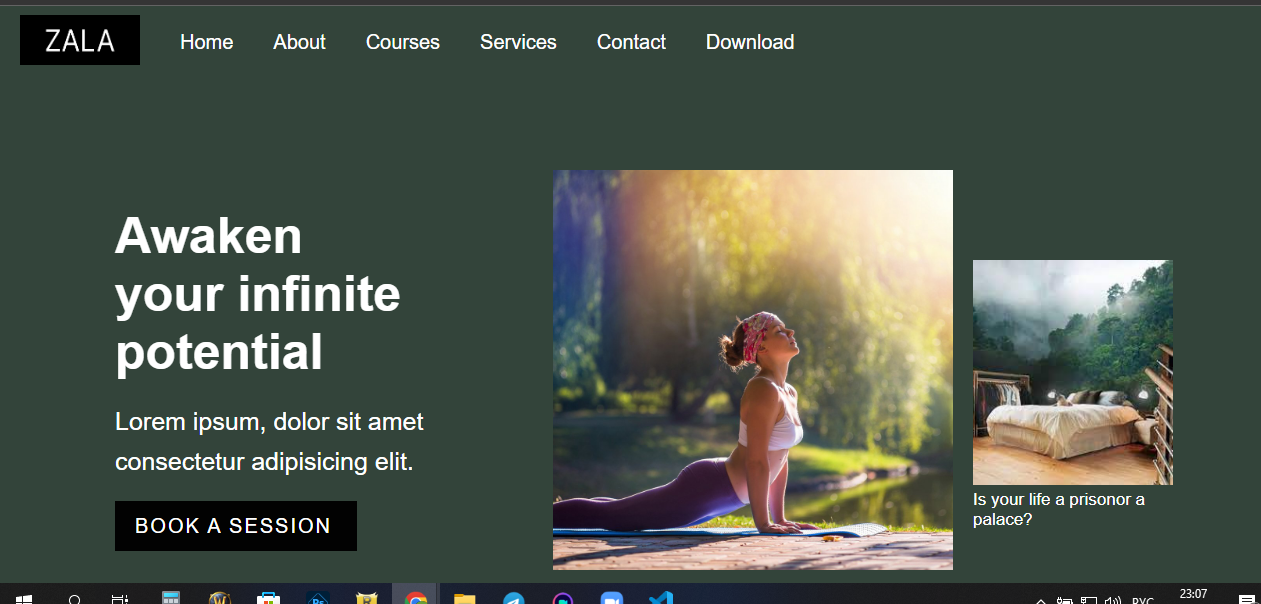 ZALA
Home About Courses Services Contact Download
Awaken
your infinite
potential
Lorem ipsum, dolor sit amet
consectetur adipisicing elit.
BOOK A SESSION
Is your life a prisonor a
palace?
Ps
РУС
23:07